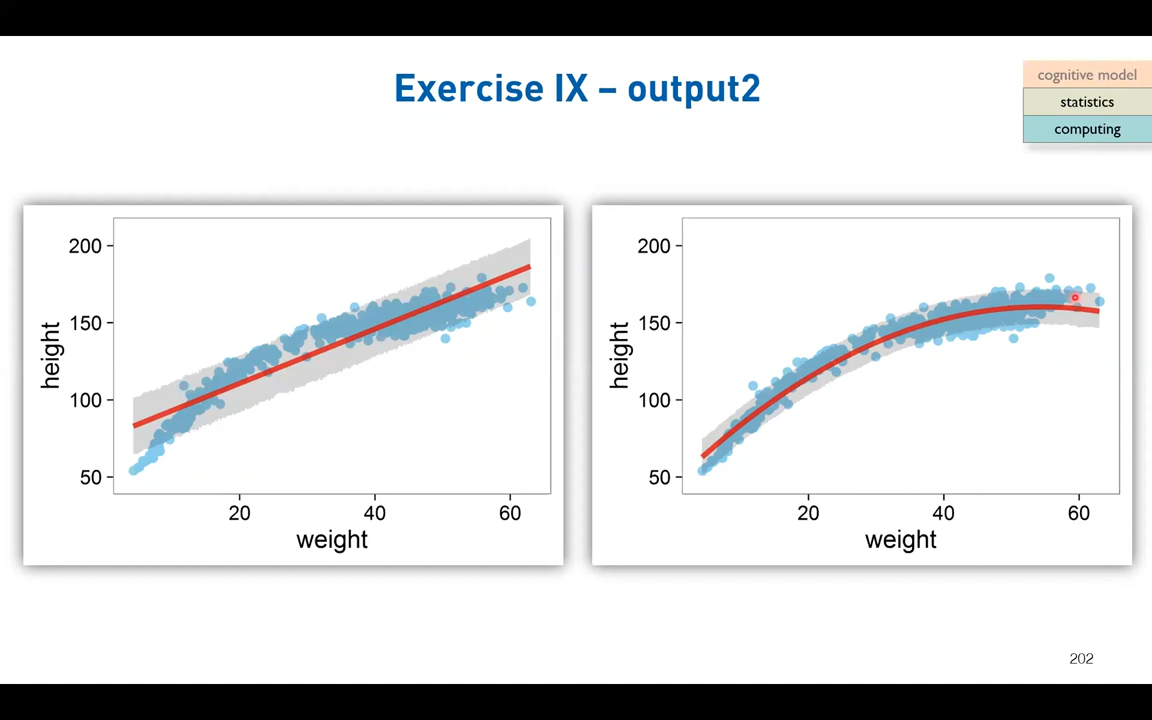 Exercise IX – output2
cognitive model
statistics
computing
200
150
100
50
height
20
40
60
weight
200
150
100
50
height
20
40
60
weight
202